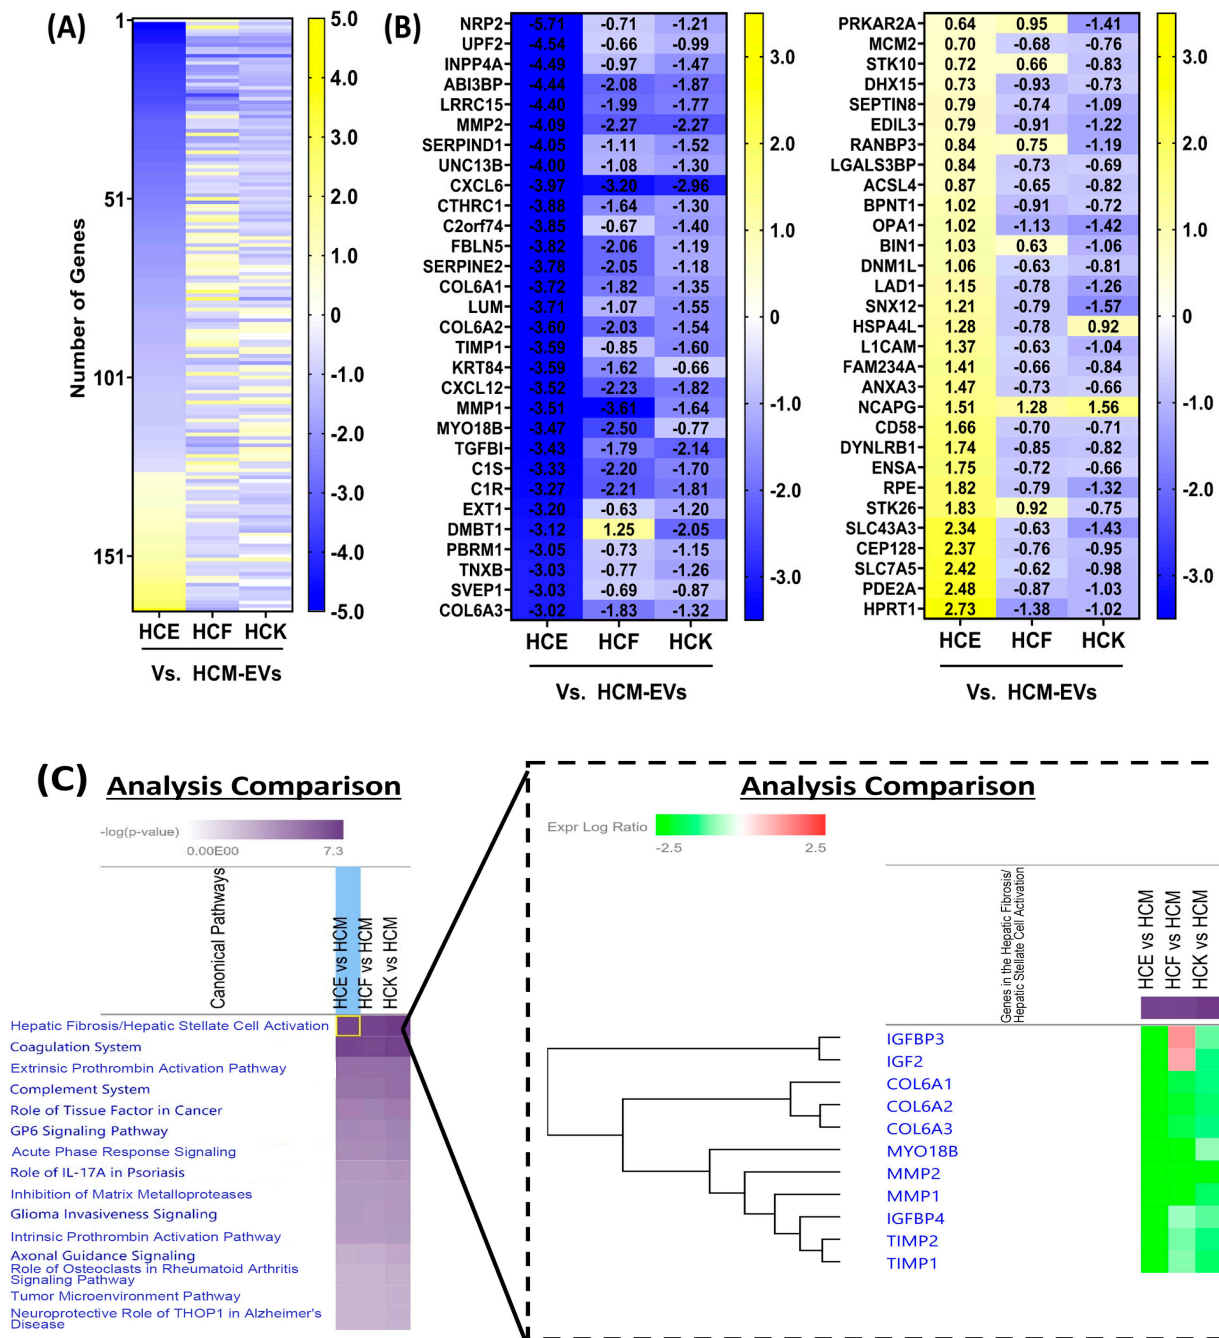 (A)
1
51
101
151
Number of Genes
HCE HCF HCK
Vs. HCM-EVs
5.0
4.0
3.0
2.0
1.0
0
-1.0
-2.0
-3.0
-4.0
-5.0
(B)
NRP2 -5.71 -0.71 -1.21
UPF2 -4.54 -0.66 -0.99
INPP4A -4.49 -0.97 -1.47
ABI3BP -4.44 -2.08 -1.87
LRRC15 -4.40 -1.99 -1.77
MMP2 -4.09 -2.27 -2.27
SERPIND1 -4.05 -1.11 -1.52
UNC13B -4.00 -1.08 -1.30
CXCL6 -3.97 -3.20 -2.96
CTHRC1 -3.88 -1.64 -1.30
C2orf74 -3.85 -0.67 -1.40
FBLN5 -3.82 -2.06 -1.19
SERPINE2 -3.78 -2.05 -1.18
COL6A1 -3.72 -1.82 -1.35
LUM -3.71 -1.07 -1.55
COL6A2 -3.60 -2.03 -1.54
TIMP1 -3.59 -0.85 -1.60
KRT84 -3.59 -1.62 -0.66
CXCL12 -3.52 -2.23 -1.82
MMP1 -3.51 -3.61 -1.64
MYO18B -3.47 -2.50 -0.77
TGFBI -3.43 -1.79 -2.14
C1S -3.33 -2.20 -1.70
C1R -3.27 -2.21 -1.81
EXT1 -3.20 -0.63 -1.20
DMBT1 -3.12 1.25 -2.05
PBRM1 -3.05 -0.73 -1.15
TNXB -3.03 -0.77 -1.26
SVEP1 -3.03 -0.69 -0.87
COL6A3 -3.02 -1.83 -1.32
HCE HCF HCK
Vs. HCM-EVs
3.0
2.0
1.0
0
-1.0
-2.0
-3.0
PRKAR2A 0.64 0.95 -1.41
MCM2 0.70 -0.68 -0.76
STK10 0.72 0.66 -0.83
DHX15 0.73 -0.93 -0.73
SEPTIN8 0.79 -0.74 -1.09
EDIL3 0.79 -0.91 -1.22
RANBP3 0.84 0.75 -1.19
LGALS3BP 0.84 -0.73 -0.69
ACSL4 0.87 -0.65 -0.82
BPNT1 1.02 -0.91 -0.72
OPA1 1.02 -1.13 -1.42
BIN1 1.03 0.63 -1.06
DNM1L 1.06 -0.63 -0.81
LAD1 1.15 -0.78 -1.26
SNX12 1.21 -0.79 -1.57
HSPA4L 1.28 -0.78 0.92
L1CAM 1.37 -0.63 -1.04
FAM234A 1.41 -0.66 -0.84
ANXA3 1.47 -0.73 -0.66
NCAPG 1.51 1.28 1.56
CD58 1.66 -0.70 -0.71
DYNLRB1 1.74 -0.85 -0.82
ENSA 1.75 -0.72 -0.66
RPE 1.82 -0.79 -1.32
STK26 1.83 0.92 -0.75
SLC43A3 2.34 -0.63 -1.43
CEP128 2.37 -0.76 -0.95
SLC7A5 2.42 -0.62 -0.98
PDE2A 2.48 -0.87 -1.03
HPRT1 2.73 -1.38 -1.02
HCE HCF HCK
Vs. HCM-EVs
3.0
2.0
1.0
0
-1.0
-2.0
-3.0
(C)
Analysis Comparison
-log(p-value)
0.00E00 7.3
Canonical Pathways
HCE vs HCM
HCF vs HCM
HCK vs HCM
Hepatic Fibrosis/Hepatic Stellate Cell Activation
Coagulation System
Extrinsic Prothrombin Activation Pathway
Complement System
Role of Tissue Factor in Cancer
GP6 Signaling Pathway
Acute Phase Response Signaling
Role of IL-17A in Psoriasis
Inhibition of Matrix Metalloproteases
Glioma Invasiveness Signaling
Intrinsic Prothrombin Activation Pathway
Axonal Guidance Signaling
Role of Osteoclasts in Rheumatoid Arthritis
Signaling Pathway
Tumor Microenvironment Pathway
Neuroprotective Role of THOP1 in Alzheimer's
Disease
Analysis Comparison
Expr Log Ratio
-2.5 2.5
Genes in the Hepatic Fibrosis/
Hepatic Stellate Cell Activation
HCE vs HCM
HCF vs HCM
HCK vs HCM
IGFBP3
IGF2
COL6A1
COL6A2
COL6A3
MYO18B
MMP2
MMP1
IGFBP4
TIMP2
TIMP1